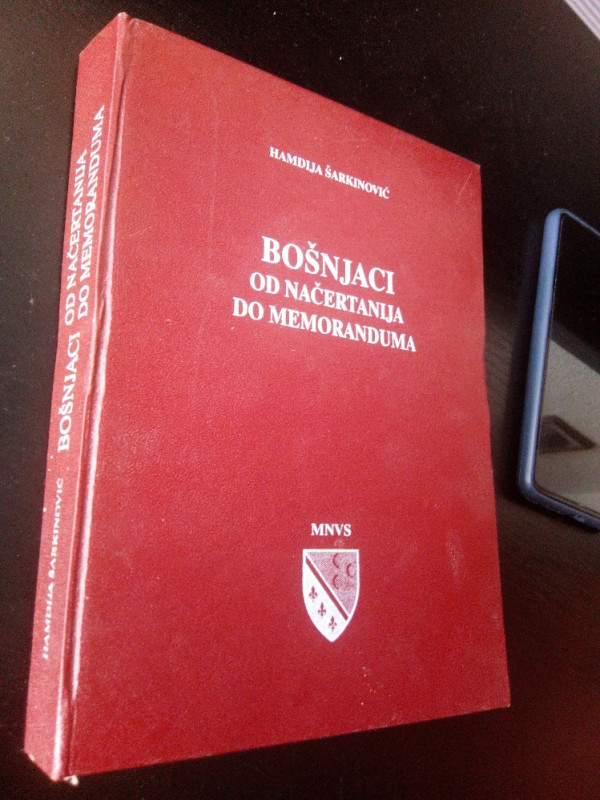 HAMDIJA ŠARKINOVIĆ
BOŠNJACI
OD NAČERTANIJA
DO MEMORANDUMA
MNVS
HAMDIJA ŠARKINOVIĆ
BOŠNJACI OD NAČERTANIJA
DO MEMORANDUMA